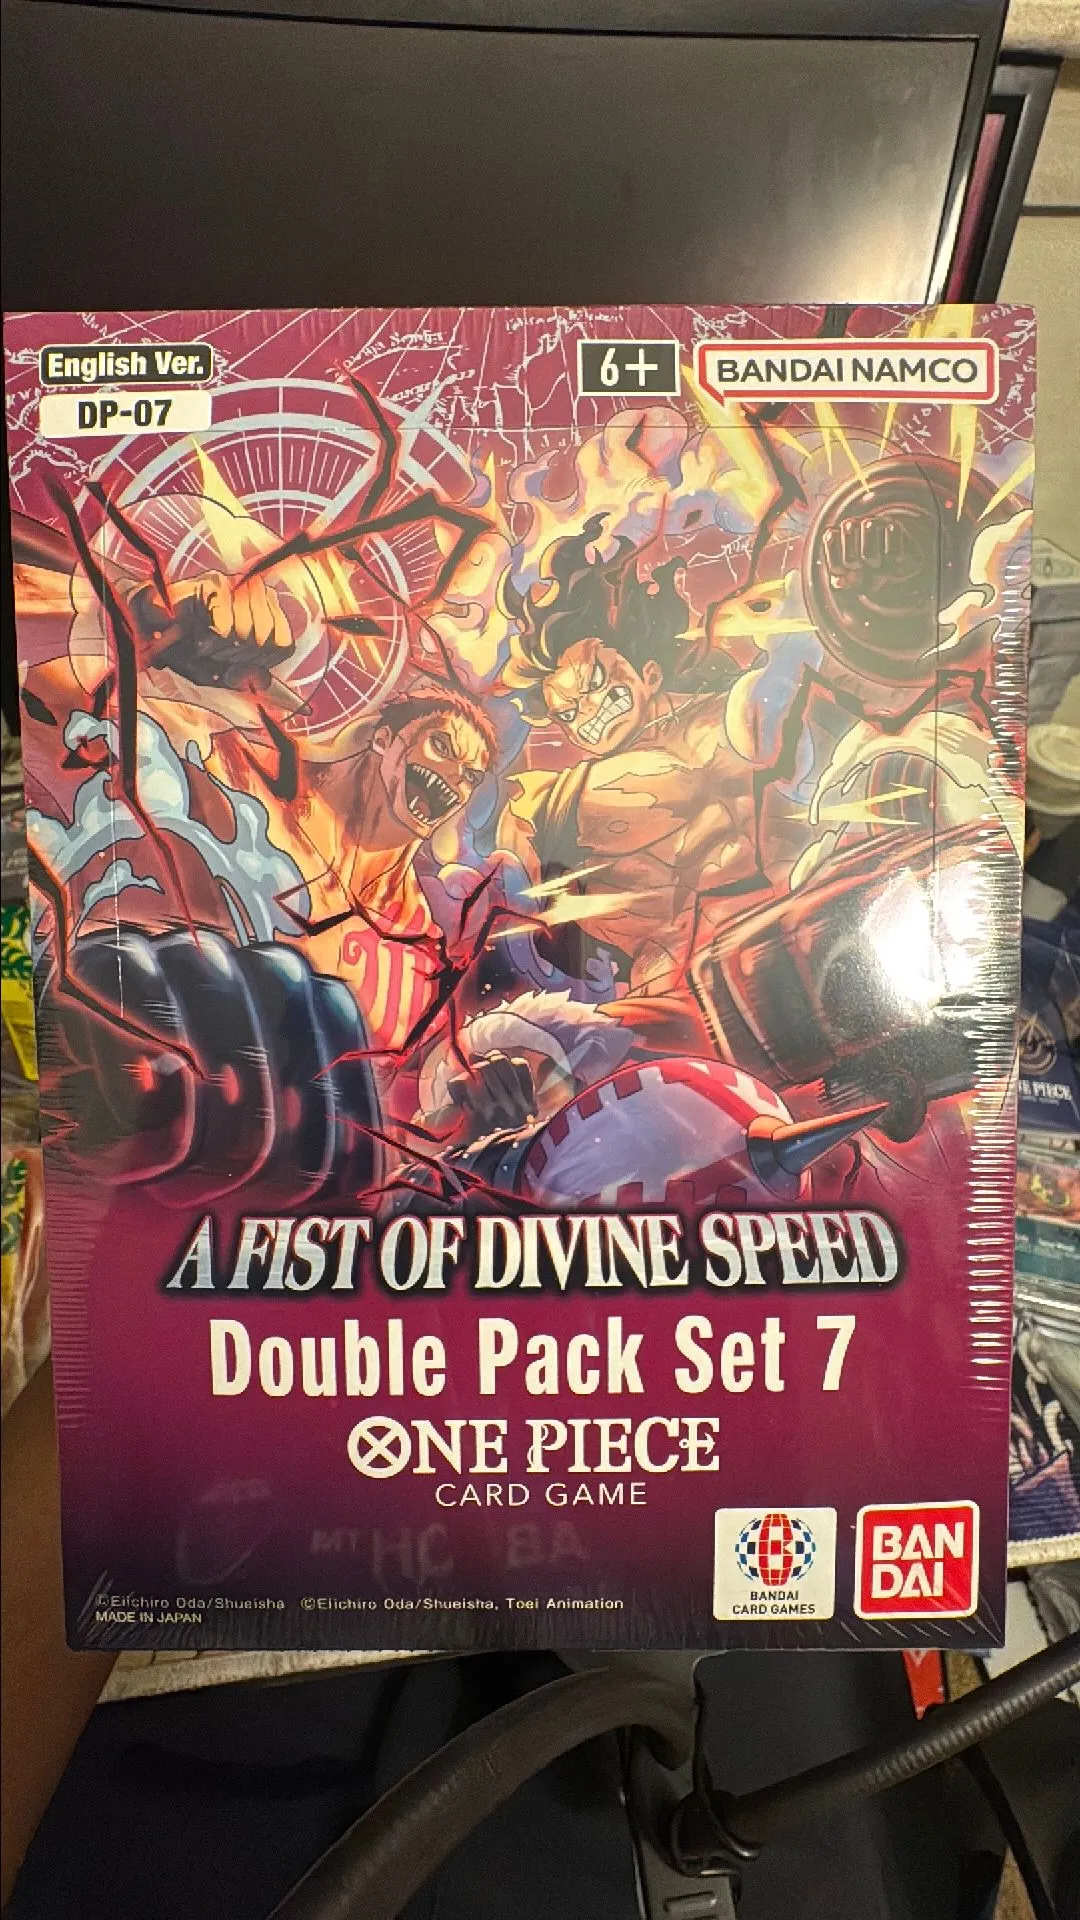 English Ver.
DP-07
6+
BANDAI NAMCO
A FIST OF DIVINE SPEED
Double Pack Set 7
ONE PIECE
CARD GAME
BANDAI
CARD GAMES
BAN
DAI
©Eiichiro Oda/Shueisha ©Eiichiro Oda/Shueisha, Toei Animation
MADE IN JAPAN